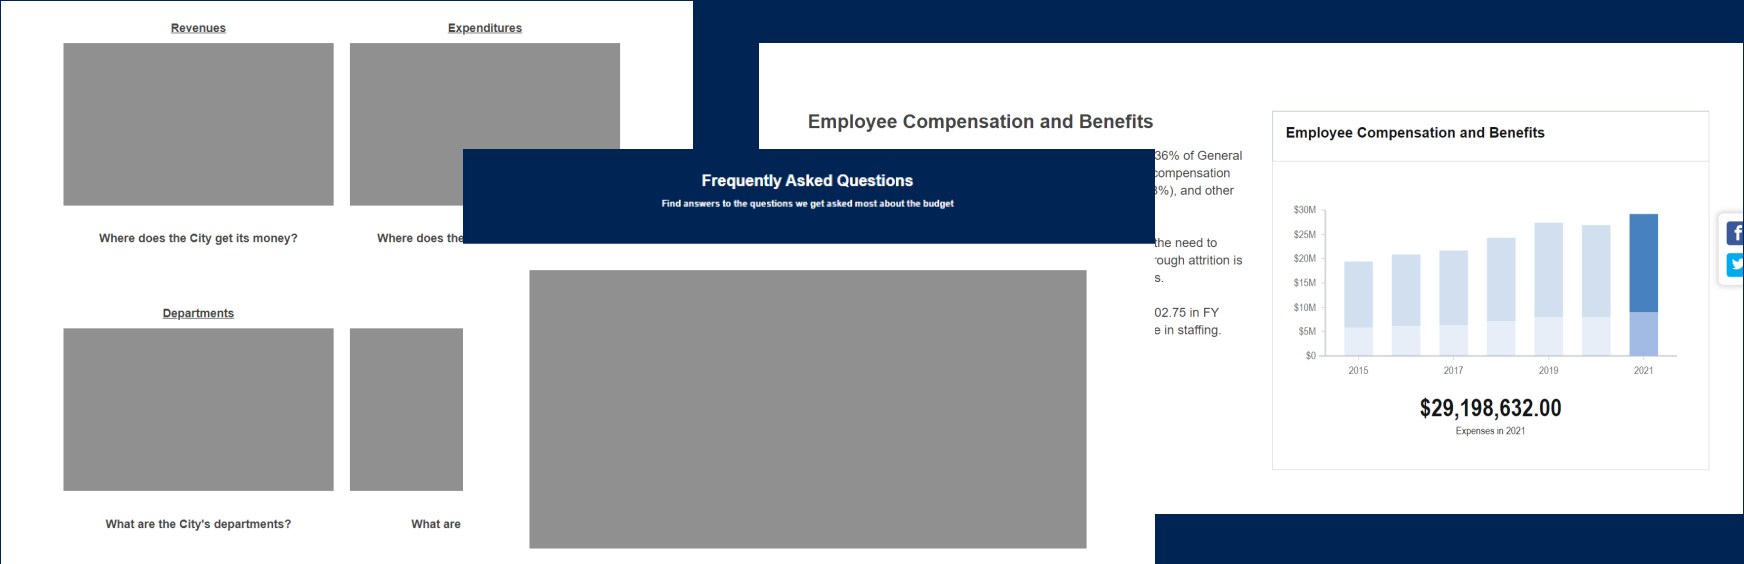 Revenues
Expenditures
Where does the City get its money?
Where does the
Departments
What are the City's departments?
What are
Frequently Asked Questions
Find answers to the questions we get asked most about the budget
Employee Compensation and Benefits
36% of General
compensation
%), and other
the need to
rough attrition is
s.
02.75 in FY
e in staffing.
Employee Compensation and Benefits
$30M
$25M
$20M
$15M
$10M
$5M
$0
2015
2017
2019
2021
$29,198,632.00
Expenses in 2021